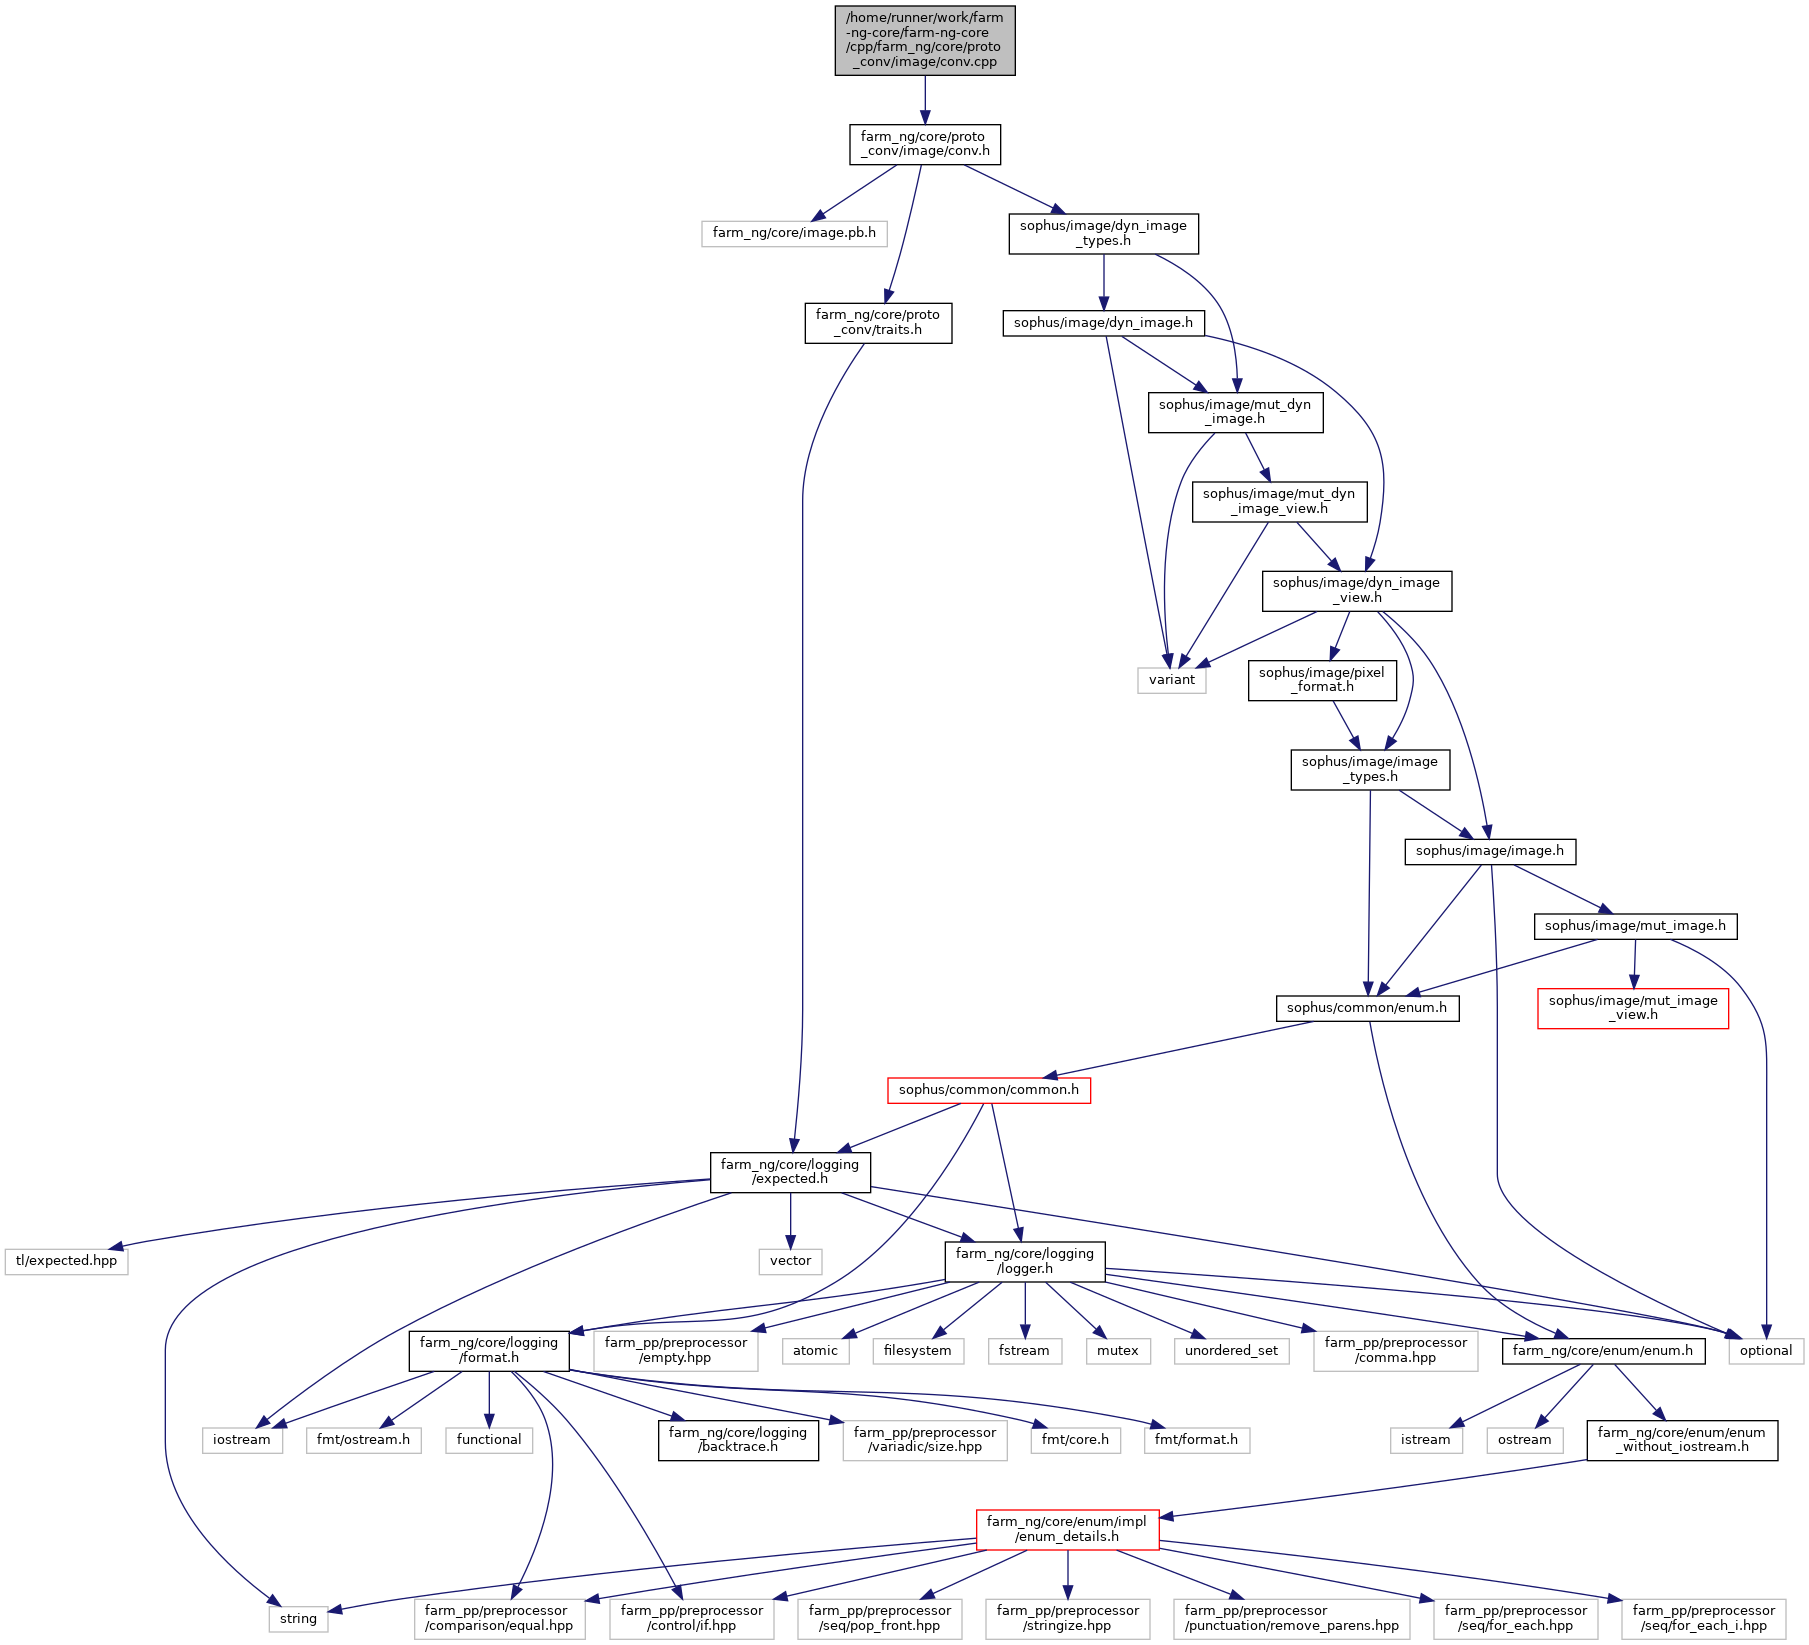 /home/runner/work/farm
-ng-core/farm-ng-core
/cpp/farm_ng/core/proto
_conv/image/conv.cpp
farm_ng/core/proto
_conv/image/conv.h
farm_ng/core/image.pb.h
sophus/image/dyn_image
_types.h
farm_ng/core/proto
_conv/traits.h
sophus/image/dyn_image.h
sophus/image/mut_dyn
_image.h
sophus/image/mut_dyn
_image_view.h
sophus/image/dyn_image
_view.h
variant
sophus/image/pixel
_format.h
sophus/image/image
_types.h
sophus/image/image.h
sophus/image/mut_image.h
sophus/common/enum.h
sophus/image/mut_image
_view.h
sophus/common/common.h
farm_ng/core/logging
/expected.h
tl/expected.hpp
vector
farm_ng/core/logging
/logger.h
farm_ng/core/logging
/format.h
farm_pp/preprocessor
/empty.hpp
atomic
filesystem
fstream
mutex
unordered_set
farm_pp/preprocessor
/comma.hpp
farm_ng/core/enum/enum.h
optional
iostream
fmt/ostream.h
functional
farm_ng/core/logging
/backtrace.h
farm_pp/preprocessor
/variadic/size.hpp
fmt/core.h
fmt/format.h
istream
ostream
farm_ng/core/enum/enum
_without_iostream.h
farm_ng/core/enum/impl
/enum_details.h
string
farm_pp/preprocessor
/comparison/equal.hpp
farm_pp/preprocessor
/control/if.hpp
farm_pp/preprocessor
/seq/pop_front.hpp
farm_pp/preprocessor
/stringize.hpp
farm_pp/preprocessor
/punctuation/remove_parens.hpp
farm_pp/preprocessor
/seq/for_each.hpp
farm_pp/preprocessor
/seq/for_each_i.hpp